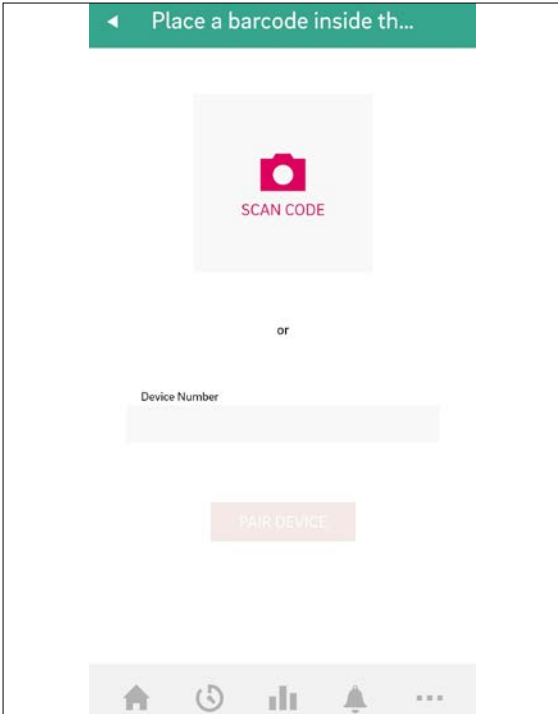 Place a barcode inside th...
SCAN CODE
or
Device Number
PAIR DEVICE